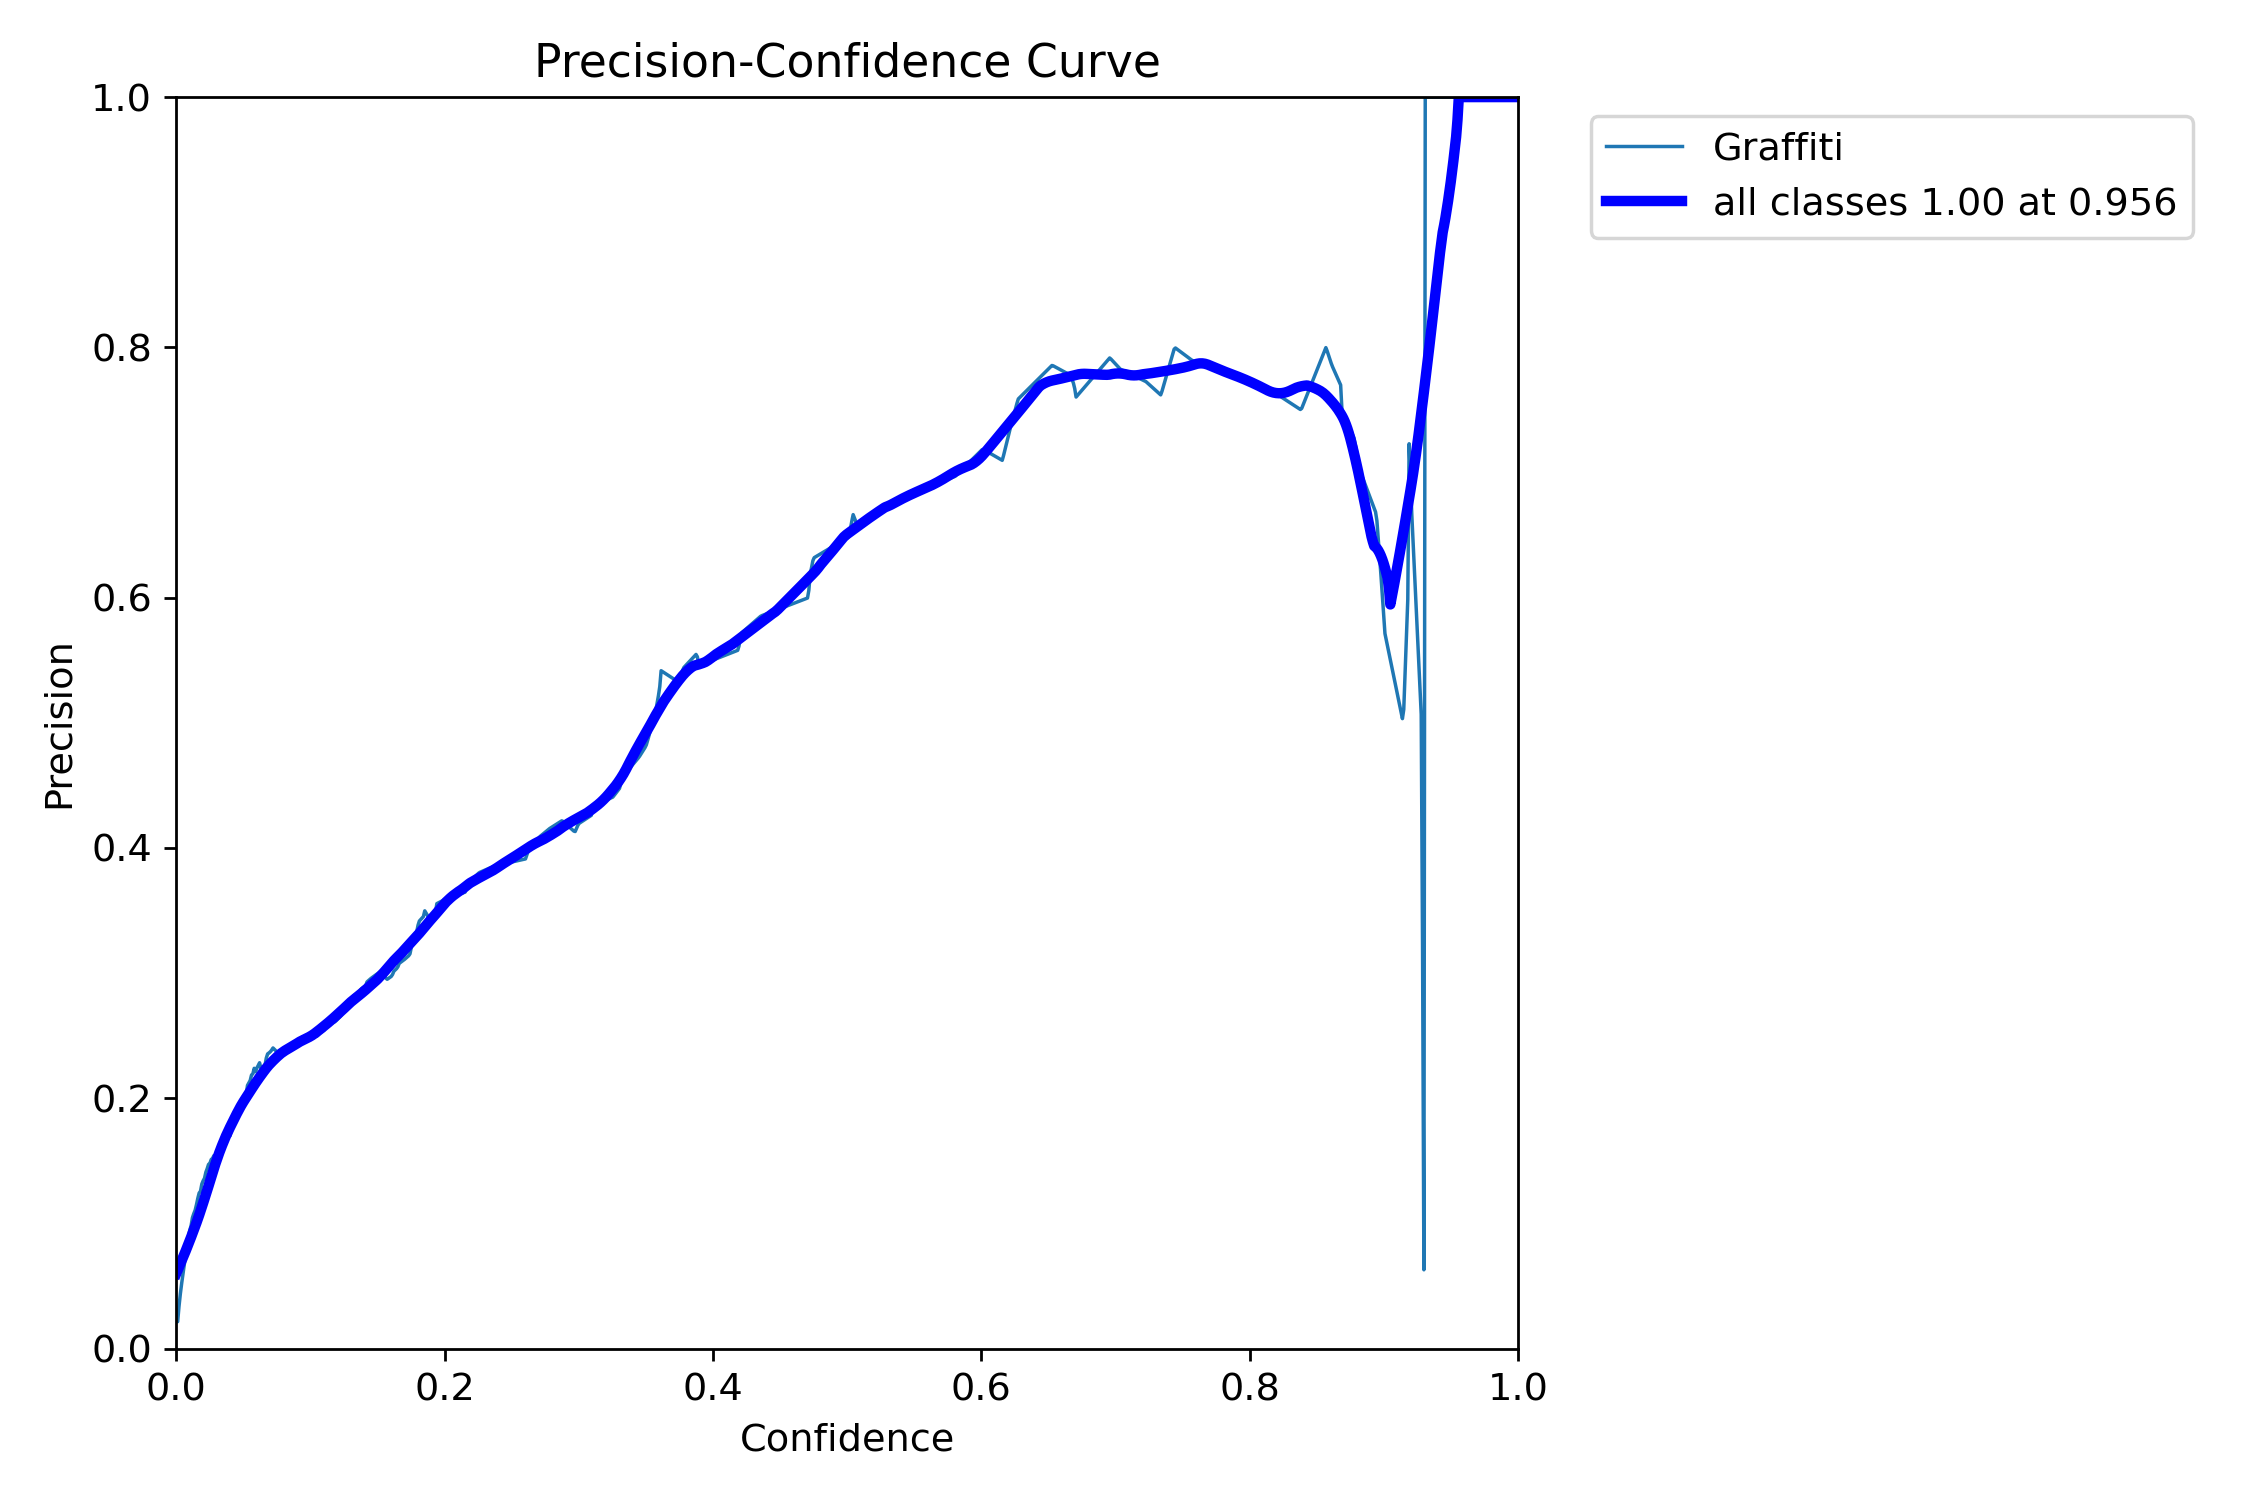 Precision-Confidence Curve
Graffiti
all classes 1.00 at 0.956
Precision
1.0
0.8
0.6
0.4
0.2
0.0
0.0 0.2 0.4 0.6 0.8 1.0
Confidence